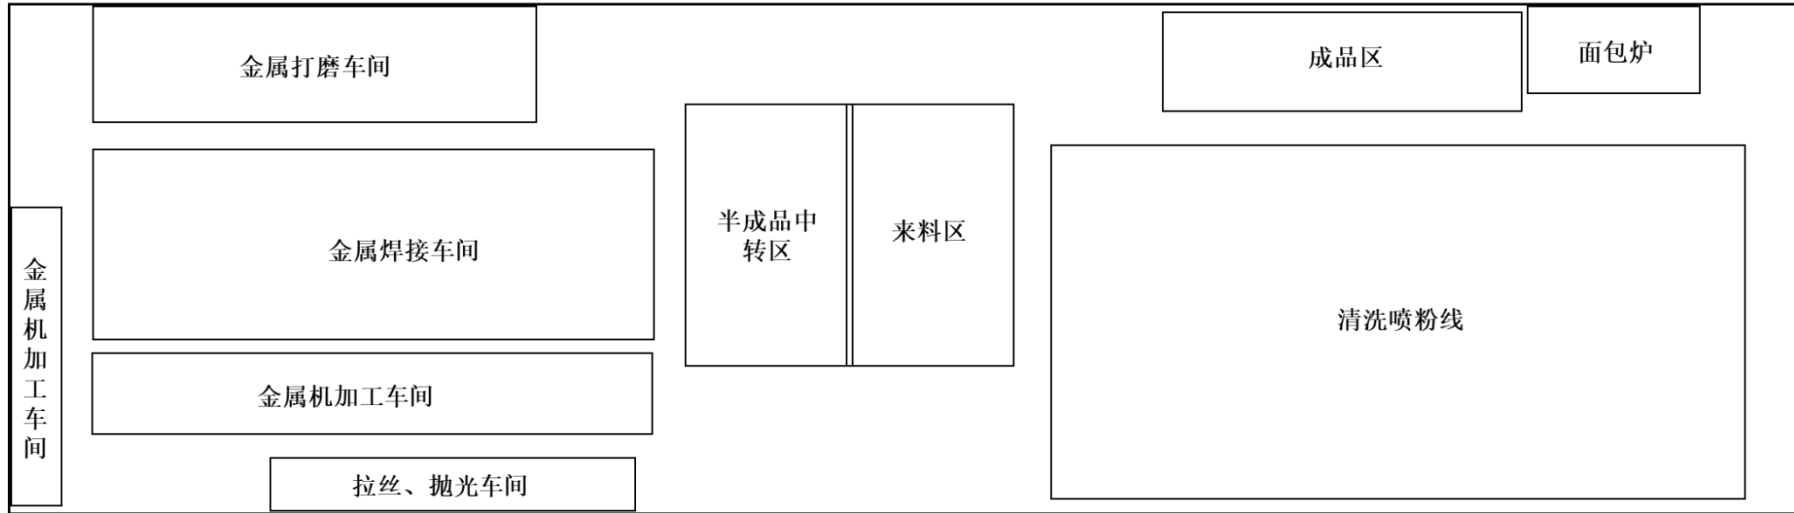 金属打磨车间
成品区
面包炉
半成品中
转区
来料区
金属焊接车间
金属机加工车间
清洗喷粉线
金属机加工车间
拉丝、抛光车间